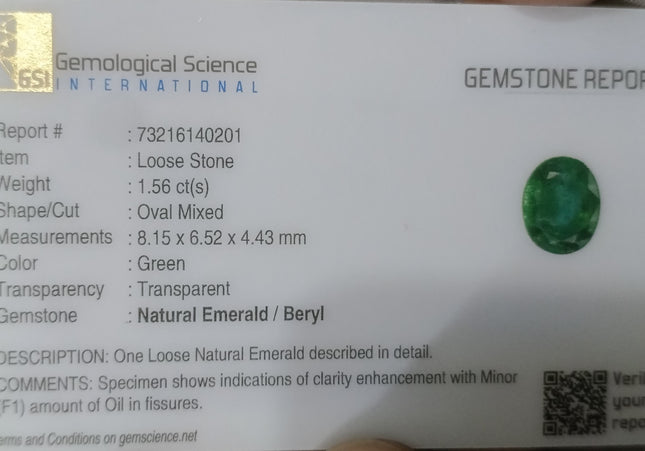 GSI
Gemological Science
INTERNATIONAL
GEMSTONE REPOR
Report # : 73216140201
Item : Loose Stone
Weight : 1.56 ct(s)
Shape/Cut : Oval Mixed
Measurements : 8.15 x 6.52 x 4.43 mm
Color : Green
Transparency : Transparent
Gemstone : Natural Emerald / Beryl
DESCRIPTION: One Loose Natural Emerald described in detail.
COMMENTS: Specimen shows indications of clarity enhancement with Minor
(F1) amount of Oil in fissures.
Terms and Conditions on gemscience.net
Veri
your
repo